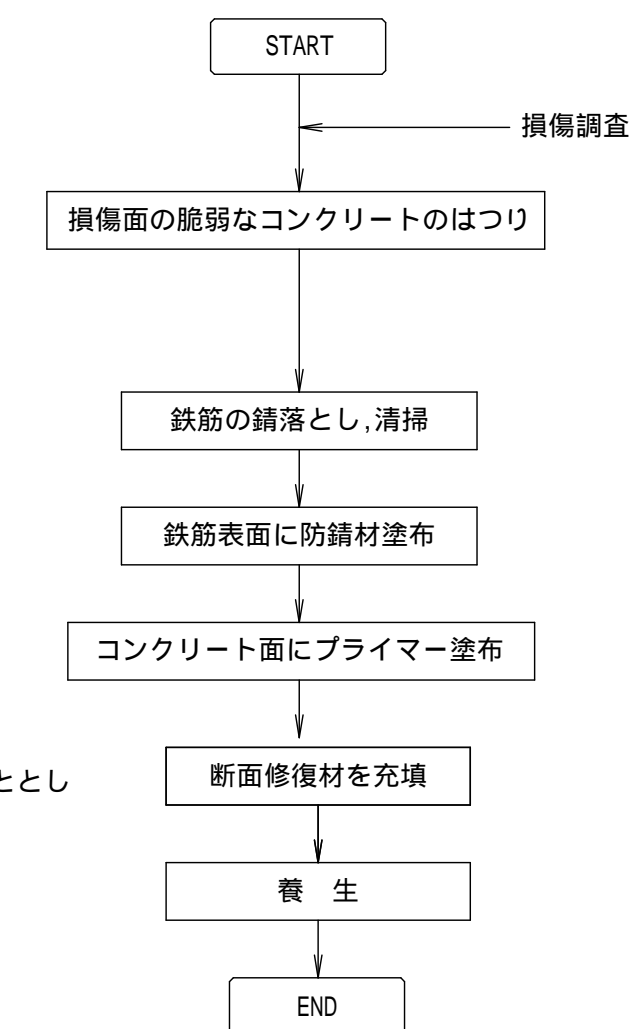 START
損傷調査
損傷面の脆弱なコンクリートのはつり
鉄筋の錆落とし,清掃
鉄筋表面に防錆材塗布
コンクリート面にプライマー塗布
断面修復材を充填
ととし
養　生
END